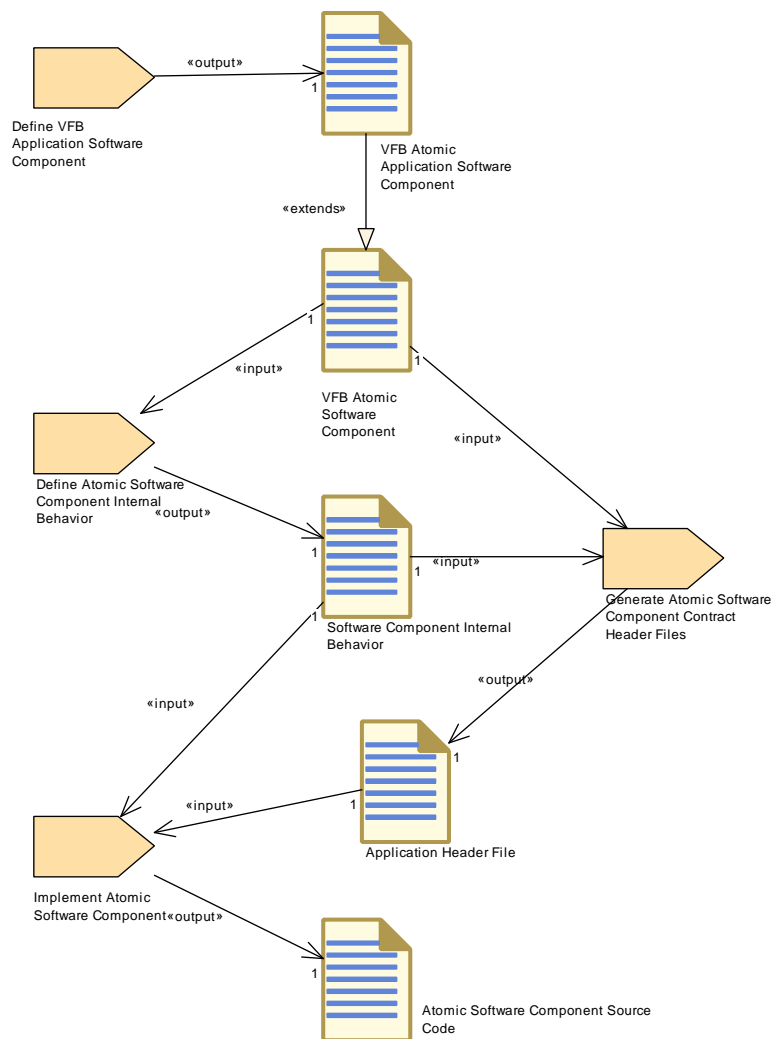 «output»
1
Define VFB
Application Software
Component
VFB Atomic
Application Software
Component
«extends»
1
1
«input»
VFB Atomic
Software
Component
«input»
Define Atomic Software
Component Internal
Behavior
«output»
1
1
«input»
Generate Atomic Software
Component Contract
Header Files
1
Software Component Internal
Behavior
«output»
«input»
1
1
«input»
Application Header File
Implement Atomic
Software Component
«output»
1
Atomic Software Component Source
Code